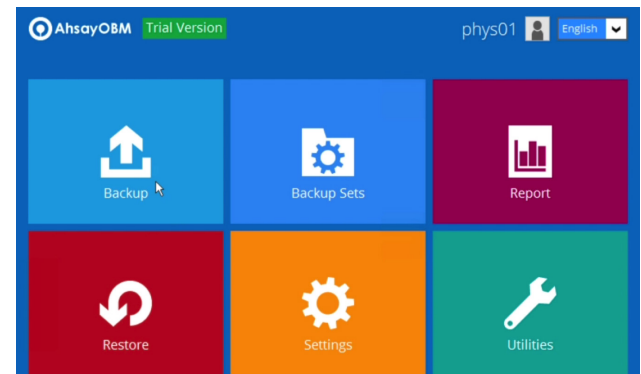 AhsayOBM Trial Version phys01 English
Backup Backup Sets Report
Restore Settings Utilities